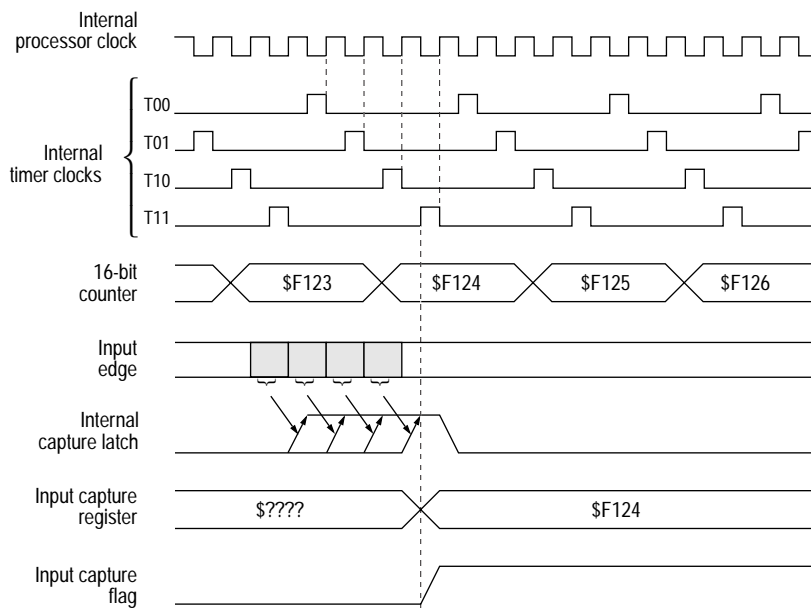 Internal
processor clock
T00
T01
Internal
timer clocks
T10
T11
16-bit
counter
$F123
$F124
$F125
$F126
Input
edge
Internal
capture latch
Input capture
register
$????
$F124
Input capture
flag